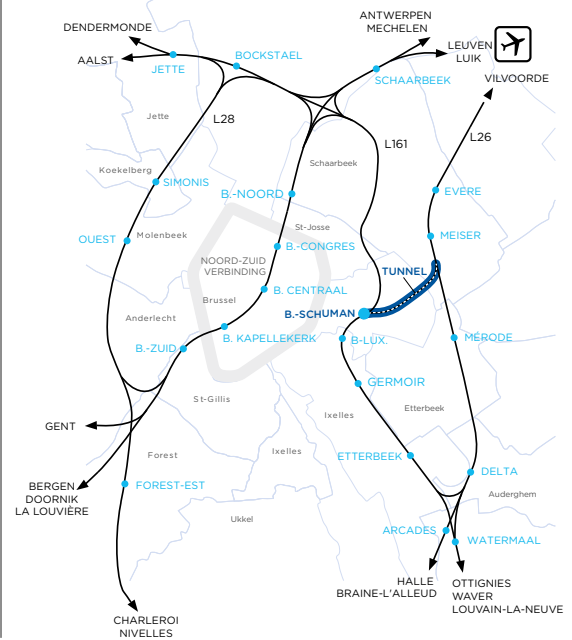 ANTWERPEN
MECHELEN
DENDERMONDE
LEUVEN
LUIK
BOCKSTAEL
AALST
JETTE
SCHAARBEEK
VILVOORDE
Jette
L28
L26
L161
Schaarbeek
Koekelberg
SIMONIS
B.-NOORD
EVERE
St-Josse
OUEST
Molenbeek
MEISER
B.-CONGRES
NOORD-ZUID
VERBINDING
TUNNEL
B. CENTRAAL
Brussel
Anderlecht
B.-SCHUMAN
B. KAPELLEKERK
B-LUX.
MÉRODE
B.-ZUID
GERMOIR
St-Gillis
Ixelles
Etterbeek
GENT
Forest
Ixelles
ETTERBEEK
DELTA
BERGEN
DOORNIK
LA LOUVIÈRE
FOREST-EST
Auderghem
Ukkel
ARCADES
WATERMAAL
HALLE
BRAINE-L'ALLEUD
OTTIGNIES
WAVER
LOUVAIN-LA-NEUVE
CHARLEROI
NIVELLES